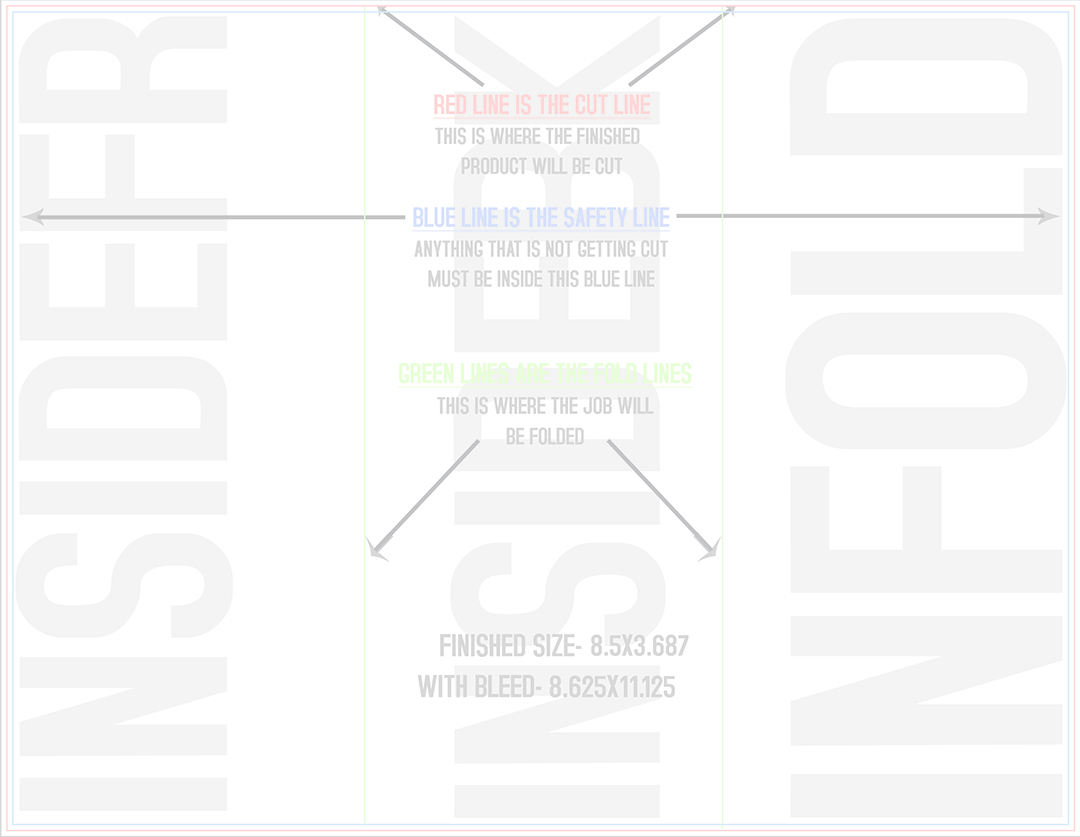 INSIDEFR
INSIDEBK
INFOLD
RED LINE IS THE CUT LINE
THIS IS WHERE THE FINISHED
PRODUCT WILL BE CUT
BLUE LINE IS THE SAFETY LINE
ANYTHING THAT IS NOT GETTING CUT
MUST BE INSIDE THIS BLUE LINE
GREEN LINES ARE THE FOLD LINES
THIS IS WHERE THE JOB WILL
BE FOLDED
FINISHED SIZE- 8.5X3.687
WITH BLEED- 8.625X11.125